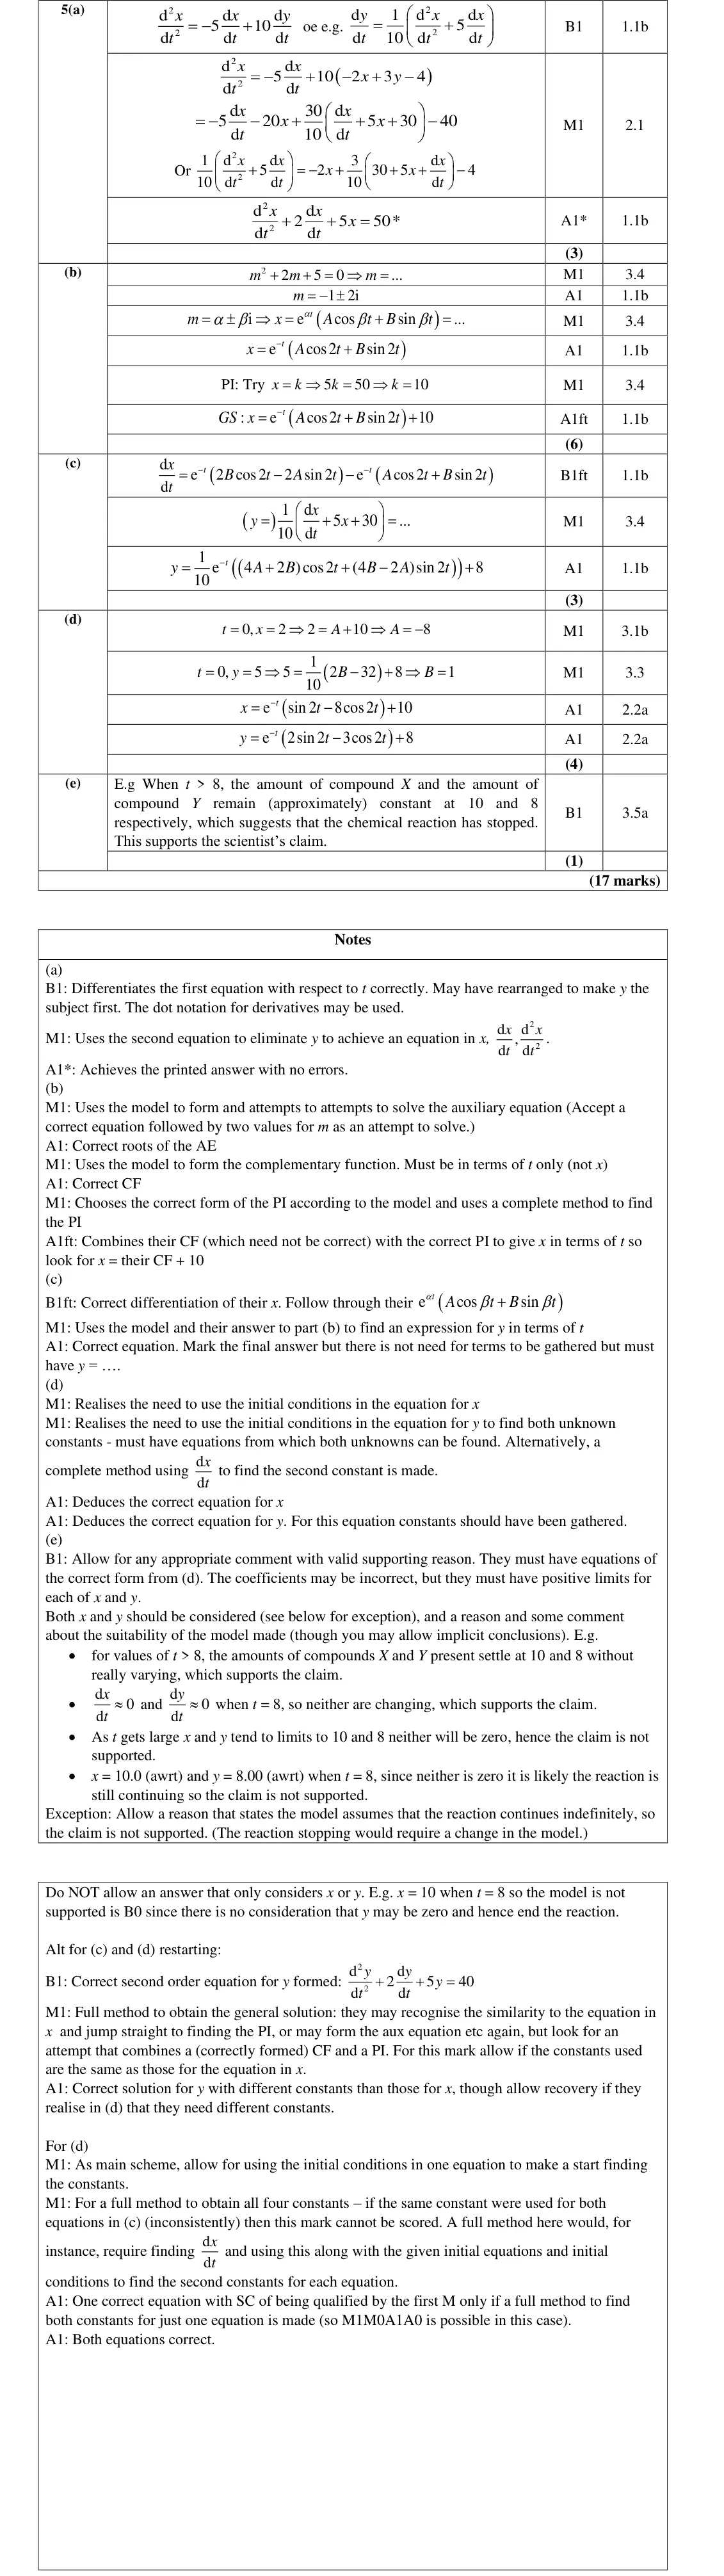 5(a)
d²x/dt² = −5 dx/dt + 10 dy/dt oe e.g. dy/dt = 1/10 (d²x/dt² + 5 dx/dt)
B1
1.1b
d²x/dt² = −5 dx/dt + 10(−2x + 3y − 4)
= −5 dx/dt − 20x + 30/10 (dx/dt + 5x + 30) − 40
Or 1/10 (d²x/dt² + 5 dx/dt) = −2x + 3/10 (30 + 5x + dx/dt) − 4
M1
2.1
d²x/dt² + 2 dx/dt + 5x = 50 *
A1*
1.1b
(3)
(b)
m² + 2m + 5 = 0 ⇒ m = ...
M1
3.4
m = −1 ± 2i
A1
1.1b
m = α ± βi ⇒ x = e^(αt) (A cos βt + B sin βt) = ...
M1
3.4
x = e^(−t) (A cos 2t + B sin 2t)
A1
1.1b
PI: Try x = k ⇒ 5k = 50 ⇒ k = 10
M1
3.4
GS : x = e^(−t) (A cos 2t + B sin 2t) + 10
A1ft
1.1b
(6)
(c)
dx/dt = e^(−t) (2B cos 2t − 2A sin 2t) − e^(−t) (A cos 2t + B sin 2t)
B1ft
1.1b
(y =) 1/10 (dx/dt + 5x + 30) = ...
M1
3.4
y = 1/10 e^(−t) ((4A + 2B) cos 2t + (4B − 2A) sin 2t)) + 8
A1
1.1b
(3)
(d)
t = 0, x = 2 ⇒ 2 = A + 10 ⇒ A = −8
M1
3.1b
t = 0, y = 5 ⇒ 5 = 1/10 (2B − 32) + 8 ⇒ B = 1
M1
3.3
x = e^(−t) (sin 2t − 8 cos 2t) + 10
A1
2.2a
y = e^(−t) (2 sin 2t − 3 cos 2t) + 8
A1
2.2a
(4)
(e)
E.g When t > 8, the amount of compound X and the amount of
compound Y remain (approximately) constant at 10 and 8
respectively, which suggests that the chemical reaction has stopped.
This supports the scientist's claim.
B1
3.5a
(1)
(17 marks)
Notes
(a)
B1: Differentiates the first equation with respect to t correctly. May have rearranged to make y the
subject first. The dot notation for derivatives may be used.
M1: Uses the second equation to eliminate y to achieve an equation in x, dx/dt, d²x/dt².
A1*: Achieves the printed answer with no errors.
(b)
M1: Uses the model to form and attempts to attempts to solve the auxiliary equation (Accept a
correct equation followed by two values for m as an attempt to solve.)
A1: Correct roots of the AE
M1: Uses the model to form the complementary function. Must be in terms of t only (not x)
A1: Correct CF
M1: Chooses the correct form of the PI according to the model and uses a complete method to find
the PI
A1ft: Combines their CF (which need not be correct) with the correct PI to give x in terms of t so
look for x = their CF + 10
(c)
B1ft: Correct differentiation of their x. Follow through their e^(αt) (A cos βt + B sin βt)
M1: Uses the model and their answer to part (b) to find an expression for y in terms of t
A1: Correct equation. Mark the final answer but there is not need for terms to be gathered but must
have y = ….
(d)
M1: Realises the need to use the initial conditions in the equation for x
M1: Realises the need to use the initial conditions in the equation for y to find both unknown
constants - must have equations from which both unknowns can be found. Alternatively, a
complete method using dx/dt to find the second constant is made.
A1: Deduces the correct equation for x
A1: Deduces the correct equation for y. For this equation constants should have been gathered.
(e)
B1: Allow for any appropriate comment with valid supporting reason. They must have equations of
the correct form from (d). The coefficients may be incorrect, but they must have positive limits for
each of x and y.
Both x and y should be considered (see below for exception), and a reason and some comment
about the suitability of the model made (though you may allow implicit conclusions). E.g.
• for values of t > 8, the amounts of compounds X and Y present settle at 10 and 8 without
really varying, which supports the claim.
• dx/dt ≈ 0 and dy/dt ≈ 0 when t = 8, so neither are changing, which supports the claim.
• As t gets large x and y tend to limits to 10 and 8 neither will be zero, hence the claim is not
supported.
• x = 10.0 (awrt) and y = 8.00 (awrt) when t = 8, since neither is zero it is likely the reaction is
still continuing so the claim is not supported.
Exception: Allow a reason that states the model assumes that the reaction continues indefinitely, so
the claim is not supported. (The reaction stopping would require a change in the model.)
Do NOT allow an answer that only considers x or y. E.g. x = 10 when t = 8 so the model is not
supported is B0 since there is no consideration that y may be zero and hence end the reaction.
Alt for (c) and (d) restarting:
B1: Correct second order equation for y formed: d²y/dt² + 2 dy/dt + 5y = 40
M1: Full method to obtain the general solution: they may recognise the similarity to the equation in
x and jump straight to finding the PI, or may form the aux equation etc again, but look for an
attempt that combines a (correctly formed) CF and a PI. For this mark allow if the constants used
are the same as those for the equation in x.
A1: Correct solution for y with different constants than those for x, though allow recovery if they
realise in (d) that they need different constants.
For (d)
M1: As main scheme, allow for using the initial conditions in one equation to make a start finding
the constants.
M1: For a full method to obtain all four constants – if the same constant were used for both
equations in (c) (inconsistently) then this mark cannot be scored. A full method here would, for
instance, require finding dx/dt and using this along with the given initial equations and initial
conditions to find the second constants for each equation.
A1: One correct equation with SC of being qualified by the first M only if a full method to find
both constants for just one equation is made (so M1M0A1A0 is possible in this case).
A1: Both equations correct.